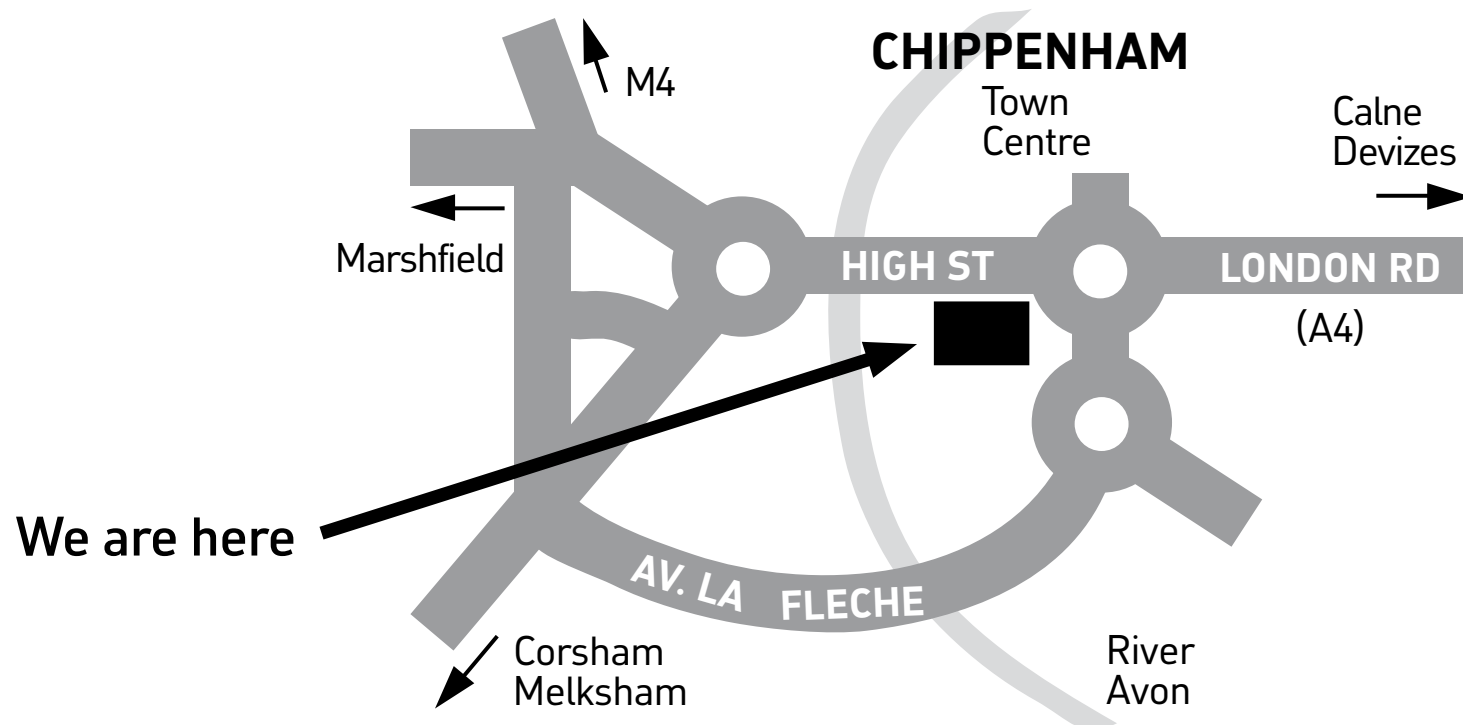 CHIPPENHAM
M4
Town
Centre
Calne
Devizes
Marshfield
HIGH ST
LONDON RD
(A4)
We are here
AV. LA FLECHE
Corsham
Melksham
River
Avon